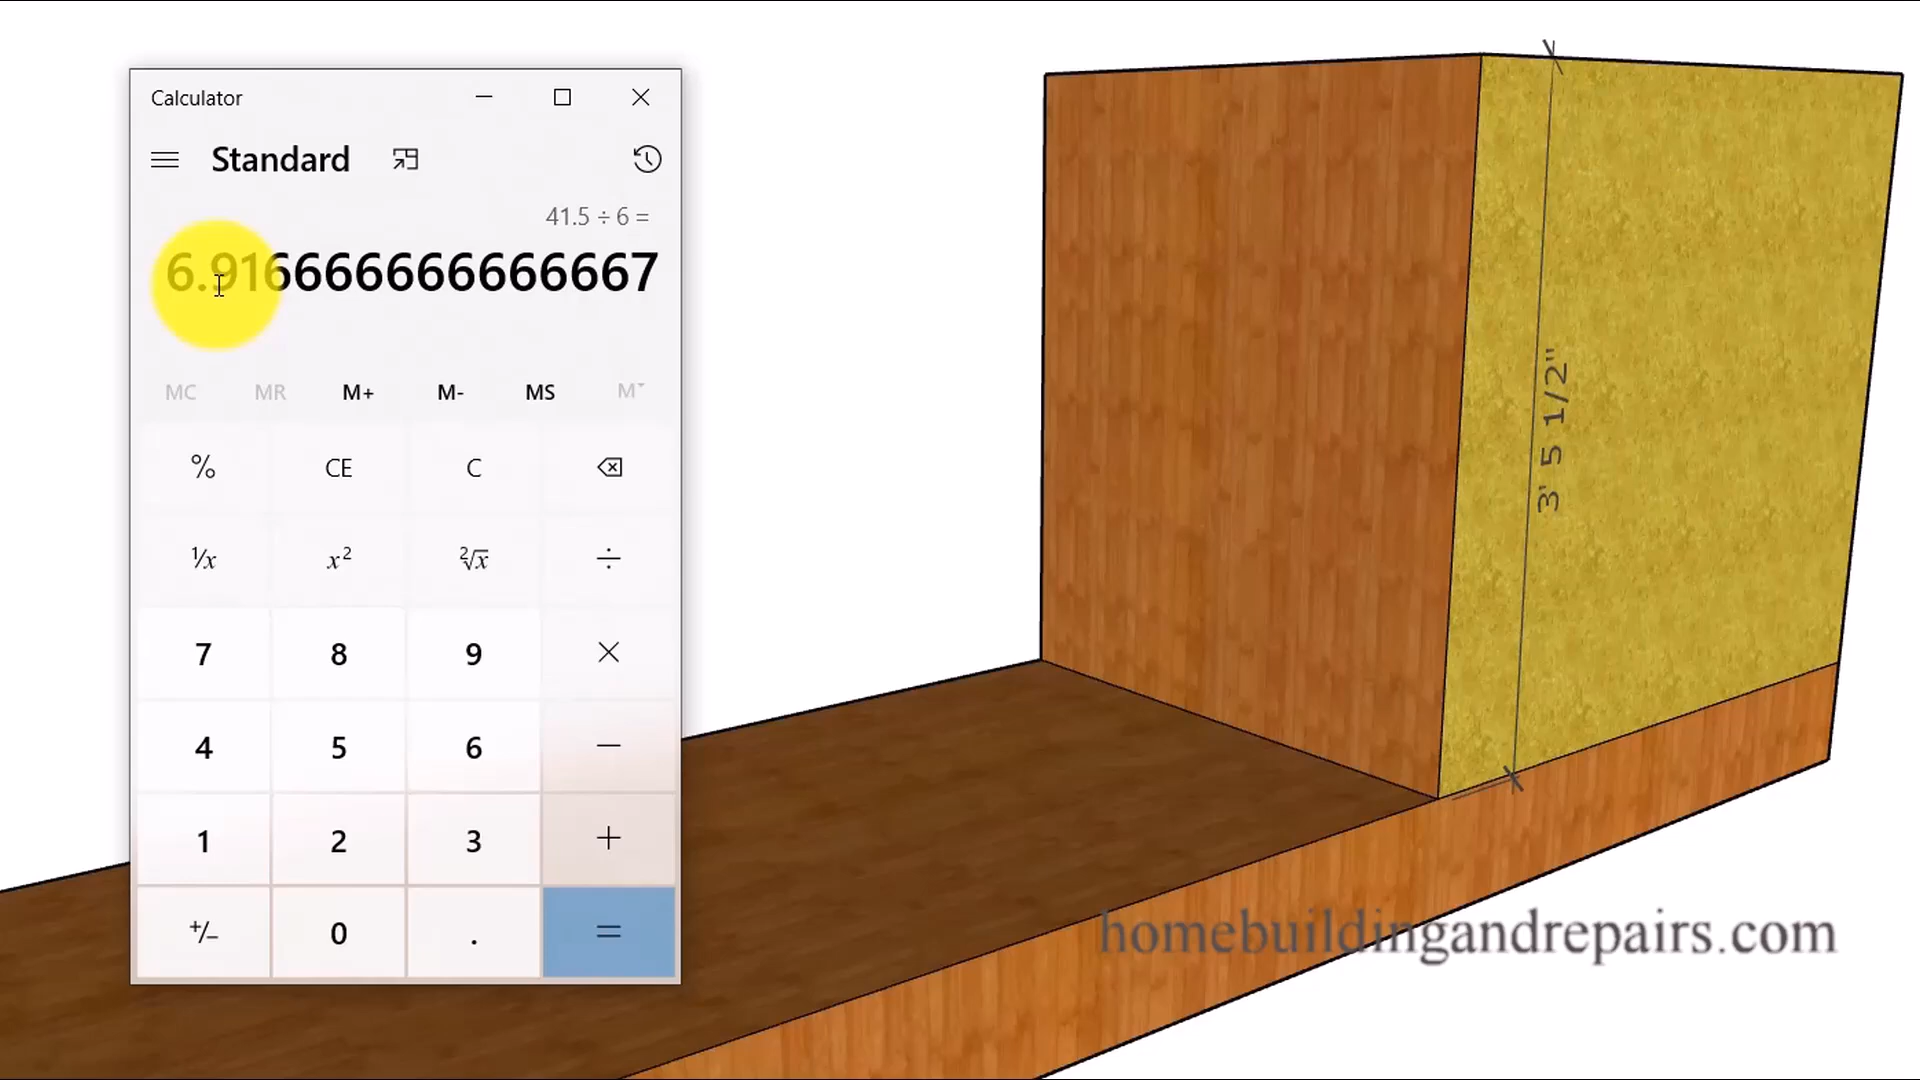 Calculator
Standard
41.5 ÷ 6 =
6.916666666666667
MC MR M+ M- MS M˅
% CE C
¹/x x² ²√x ÷
7 8 9 ×
4 5 6 −
1 2 3 +
+/− 0 . =
3' 5 1/2"
homebuildingandrepairs.com